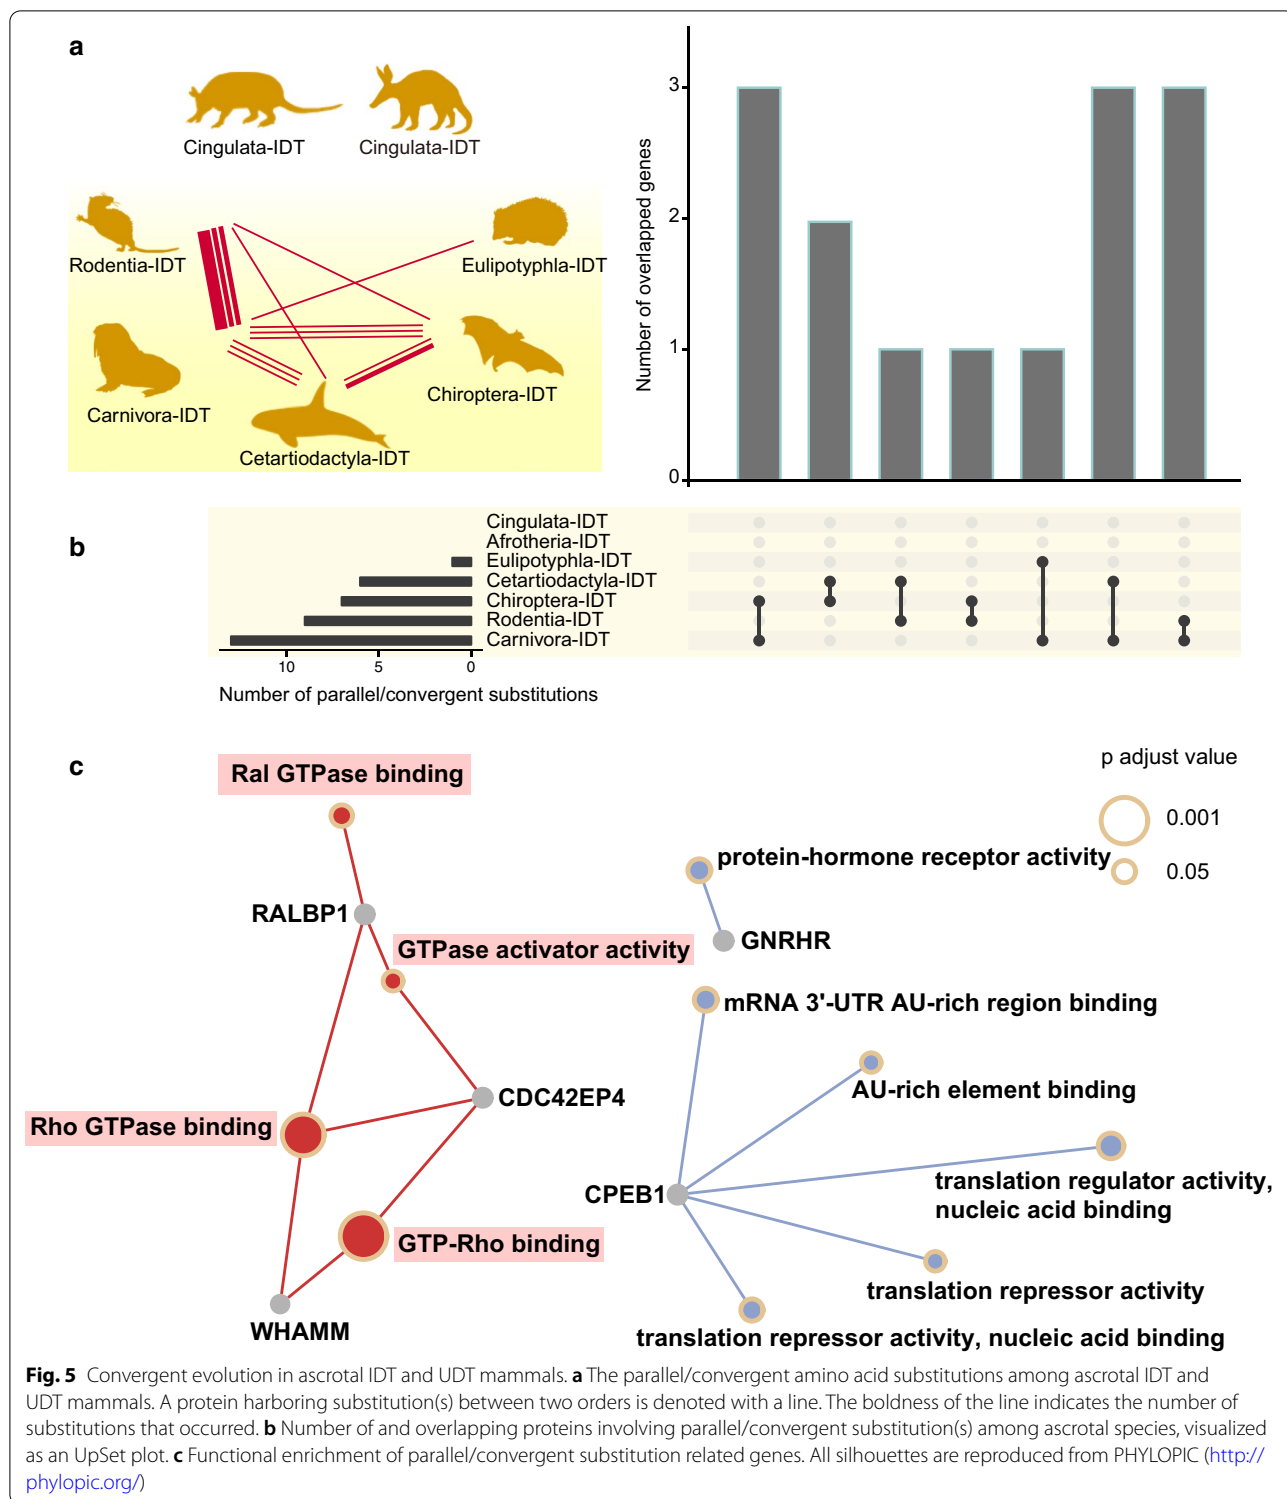 a
Cingulata-IDT
Cingulata-IDT
Rodentia-IDT
Eulipotyphla-IDT
Carnivora-IDT
Chiroptera-IDT
Cetartiodactyla-IDT
Number of overlapped genes
3
2
1
0
b
Cingulata-IDT
Afrotheria-IDT
Eulipotyphla-IDT
Cetartiodactyla-IDT
Chiroptera-IDT
Rodentia-IDT
Carnivora-IDT
10 5 0
Number of parallel/convergent substitutions
c
Ral GTPase binding
RALBP1
GTPase activator activity
CDC42EP4
Rho GTPase binding
GTP-Rho binding
WHAMM
p adjust value
0.001
0.05
protein-hormone receptor activity
GNRHR
mRNA 3'-UTR AU-rich region binding
AU-rich element binding
CPEB1
translation regulator activity,
nucleic acid binding
translation repressor activity
translation repressor activity, nucleic acid binding
Fig. 5 Convergent evolution in ascrotal IDT and UDT mammals. a The parallel/convergent amino acid substitutions among ascrotal IDT and
UDT mammals. A protein harboring substitution(s) between two orders is denoted with a line. The boldness of the line indicates the number of
substitutions that occurred. b Number of and overlapping proteins involving parallel/convergent substitution(s) among ascrotal species, visualized
as an UpSet plot. c Functional enrichment of parallel/convergent substitution related genes. All silhouettes are reproduced from PHYLOPIC (http://
phylopic.org/)